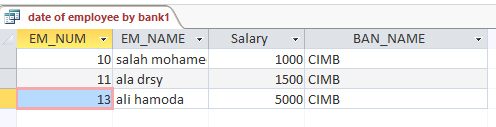 date of employee by bank1
EM_NUM EM_NAME Salary BAN_NAME
10 salah mohame 1000 CIMB
11 ala drsy 1500 CIMB
13 ali hamoda 5000 CIMB